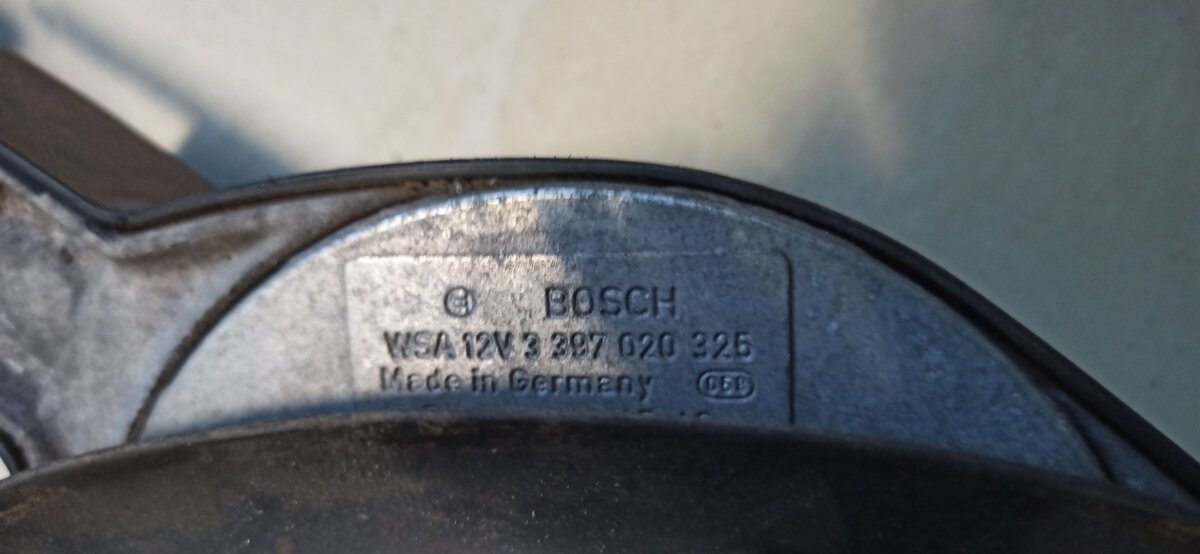 BOSCH
WSA 12V 3 397 020 325
Made in Germany